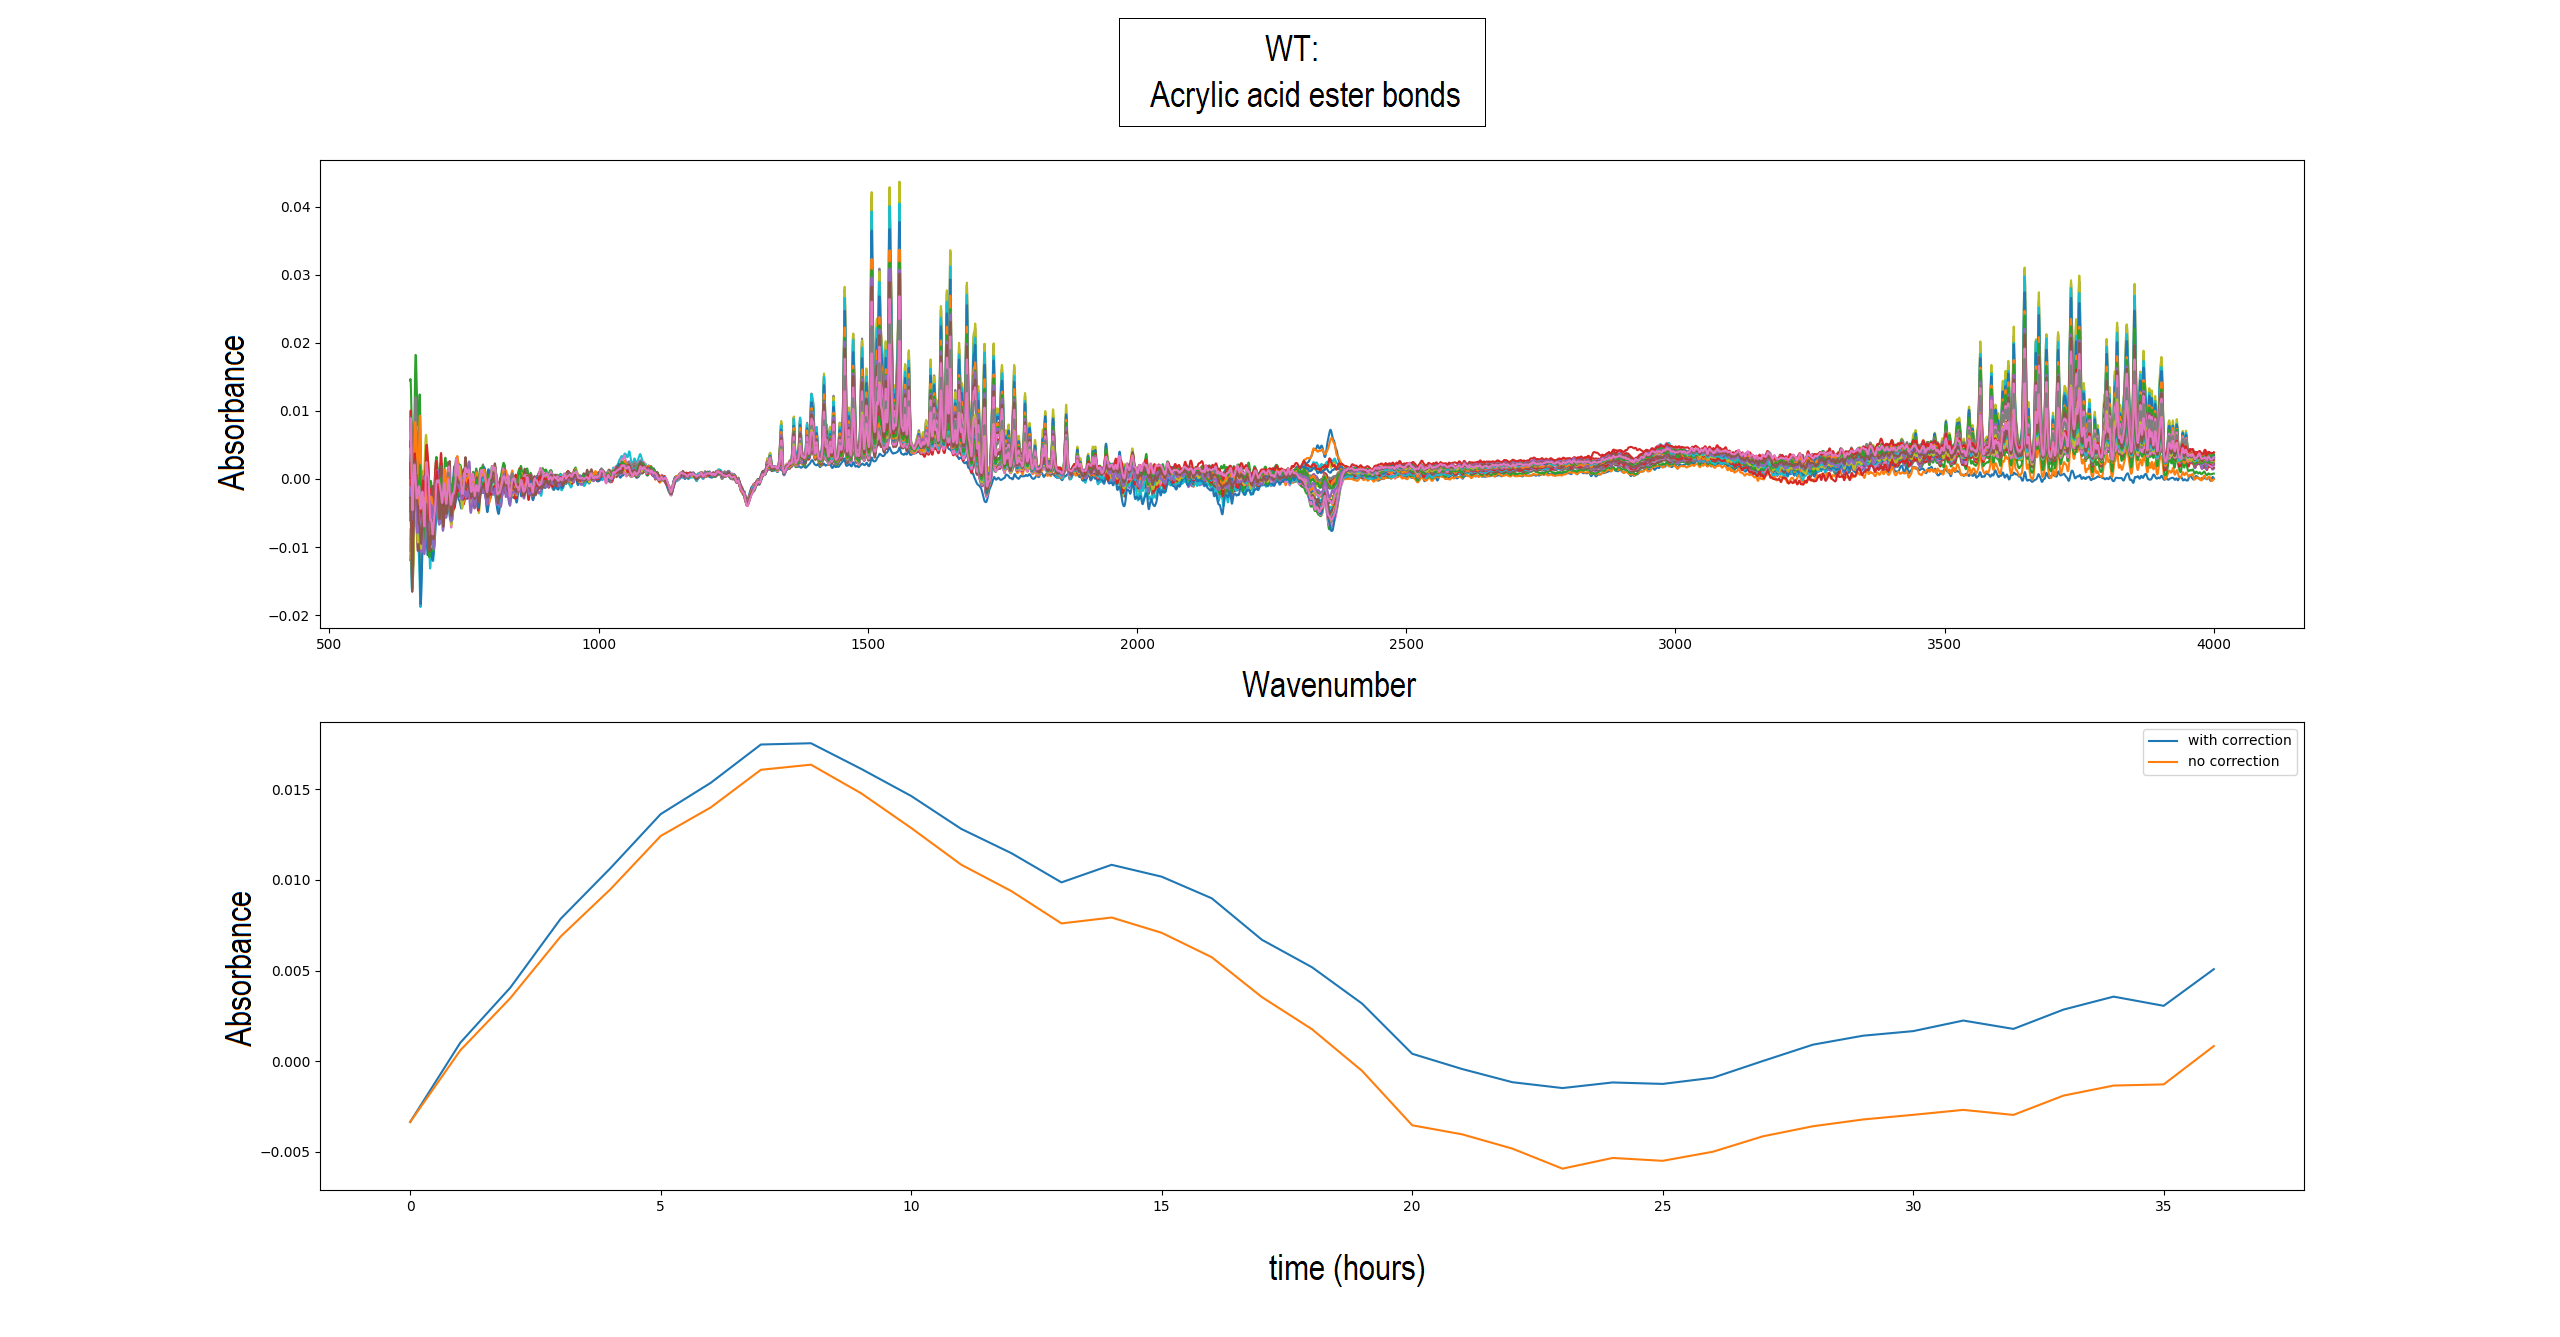 WT:
Acrylic acid ester bonds
Absorbance
0.04
0.03
0.02
0.01
0.00
−0.01
−0.02
500 1000 1500 2000 2500 3000 3500 4000
Wavenumber
with correction
no correction
Absorbance
0.015
0.010
0.005
0.000
−0.005
0 5 10 15 20 25 30 35
time (hours)